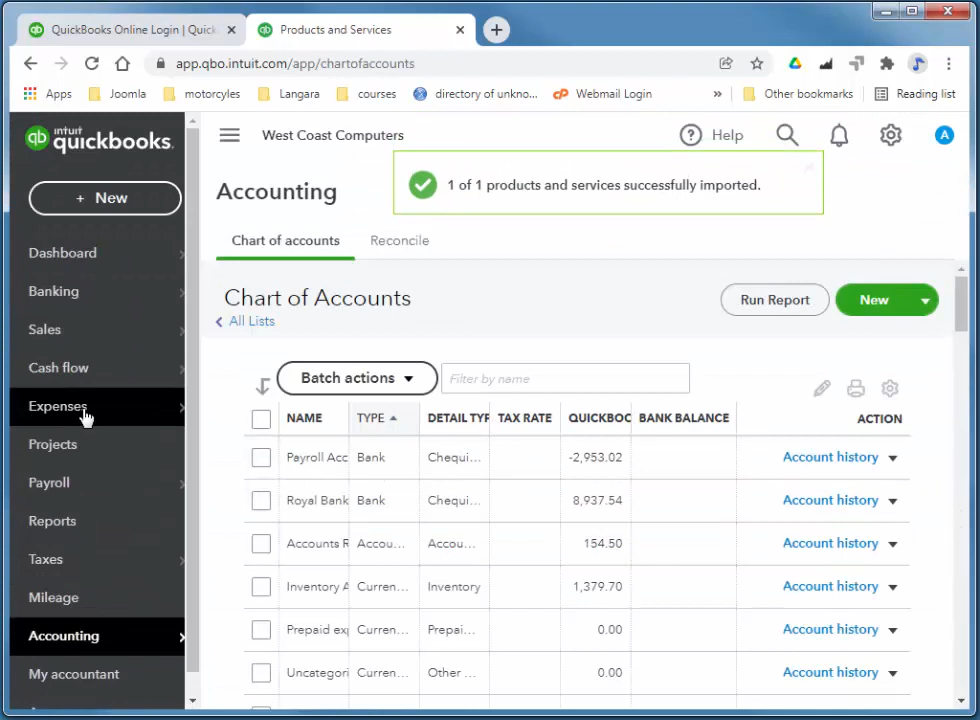 QuickBooks Online Login | Quick
Products and Services
app.qbo.intuit.com/app/chartofaccounts
Apps
Joomla
motorcyles
Langara
courses
directory of unkno...
Webmail Login
»
Other bookmarks
Reading list
intuit
quickbooks.
West Coast Computers
Help
A
+ New
Accounting
1 of 1 products and services successfully imported.
Chart of accounts
Reconcile
Dashboard
Banking
Sales
Cash flow
Expenses
Projects
Payroll
Reports
Taxes
Mileage
Accounting
My accountant
Chart of Accounts
All Lists
Run Report
New
Batch actions
Filter by name
NAME TYPE DETAIL TYP TAX RATE QUICKBOO BANK BALANCE ACTION
Payroll Acc Bank Chequi... -2,953.02 Account history
Royal Bank Bank Chequi... 8,937.54 Account history
Accounts R Accou... Accou... 154.50 Account history
Inventory A Curren... Inventory 1,379.70 Account history
Prepaid exp Curren... Prepai... 0.00 Account history
Uncategori Curren... Other ... 0.00 Account history